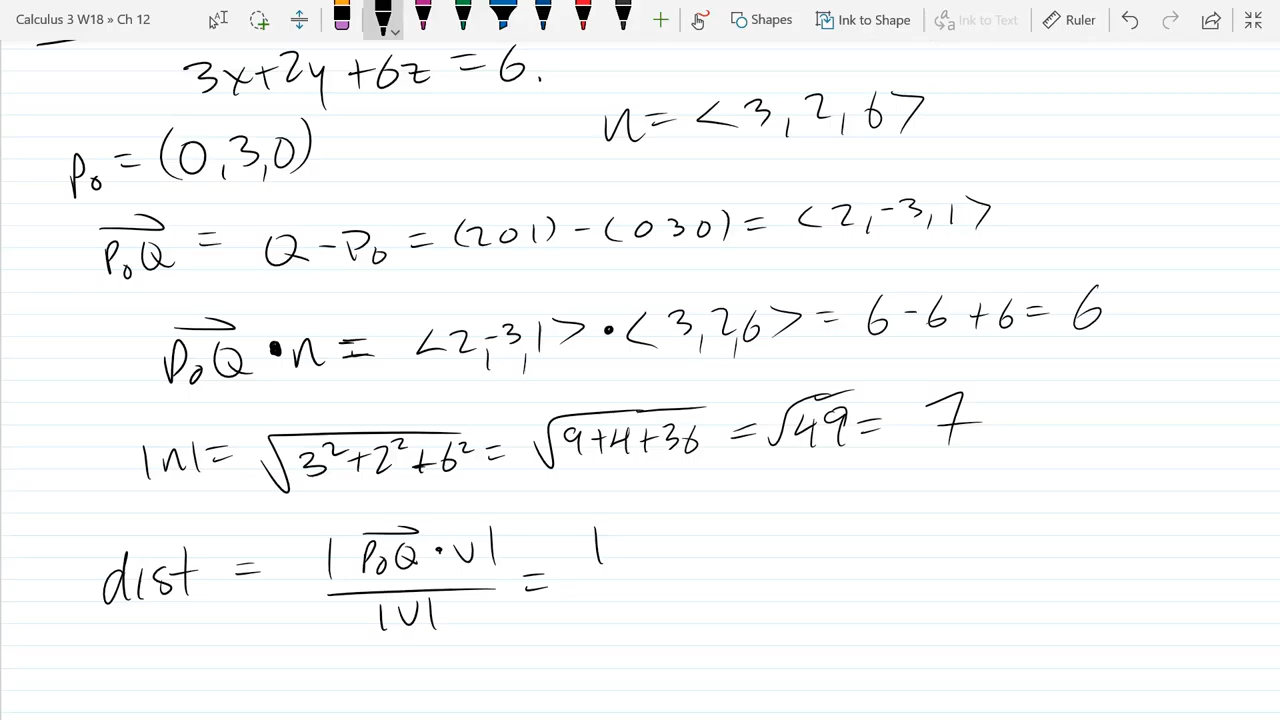 Calculus 3 W18 » Ch 12
Shapes
Ink to Shape
Ink to Text
Ruler
3x+2y+6z = 6.
n = <3, 2, 6>
P₀ = (0,3,0)
P₀Q = Q - P₀ = (2 0 1) - (0 3 0) = <2, -3, 1>
P₀Q • n = <2, -3, 1> • <3, 2, 6> = 6 - 6 + 6 = 6
|n| = √3²+2²+6² = √9+4+36 = √49 = 7
dist = | P₀Q • v | / |v| = |